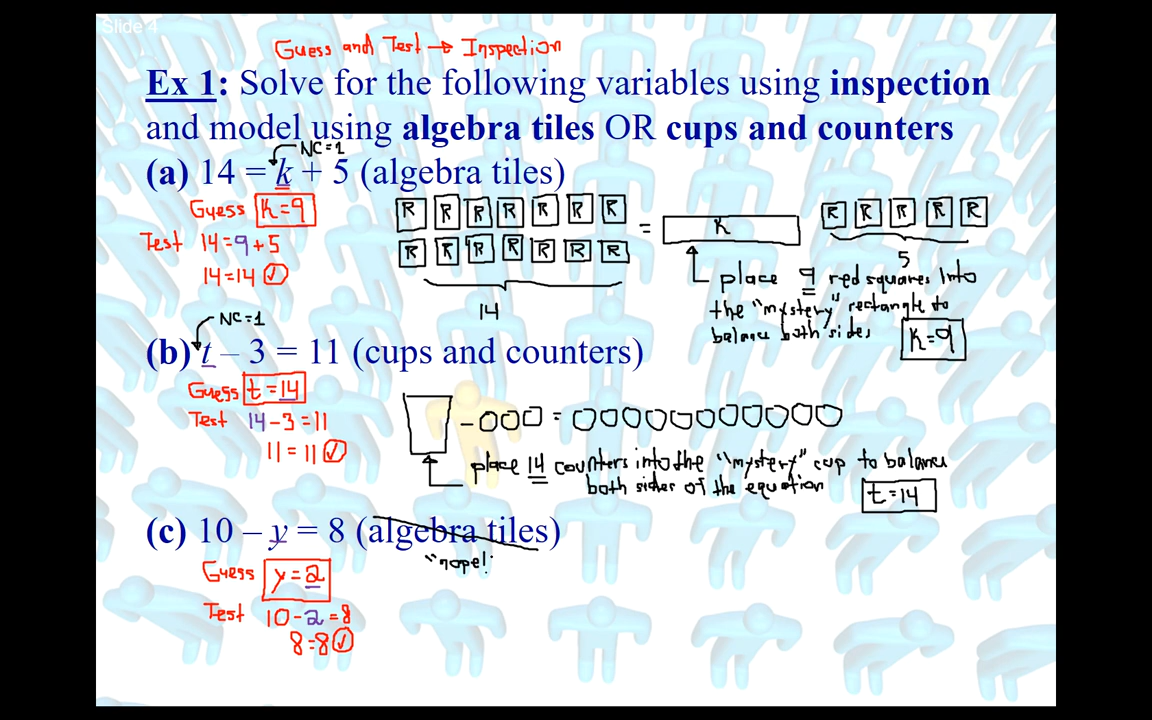 Slide 4
Guess and Test → Inspection
Ex 1: Solve for the following variables using inspection
and model using algebra tiles OR cups and counters
NC=1
(a) 14 = k + 5 (algebra tiles)
Guess k=9
Test 14=9+5
14=14 ✓
R R R R R R R
R R R R R R R
14
= k
R R R R R
5
place 9 red squares into
the "mystery" rectangle to
balance both sides
k=9
NC=1
(b) t – 3 = 11 (cups and counters)
Guess t=14
Test 14-3=11
11=11 ✓
- =
place 14 counters into the "mystery" cup to balance
both sides of the equation
t=14
(c) 10 – y = 8 (algebra tiles)
"nope!"
Guess y=2
Test 10-2=8
8=8 ✓